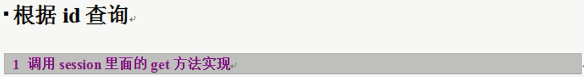 ▪根据 id 查询
1 调用 session 里面的 get 方法实现